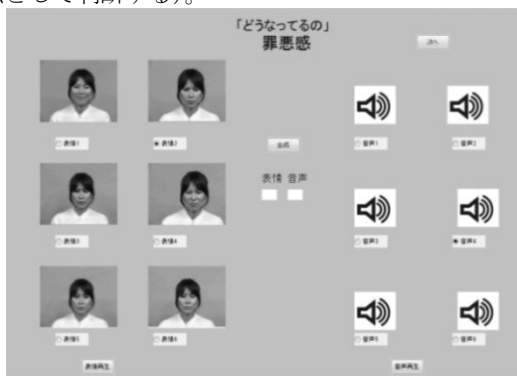 「どうなってるの」
罪悪感
次へ
表情1
表情2
音声1
音声2
合成
表情 音声
表情3
表情4
音声3
音声4
表情5
表情6
音声5
音声6
表情再生
音声再生